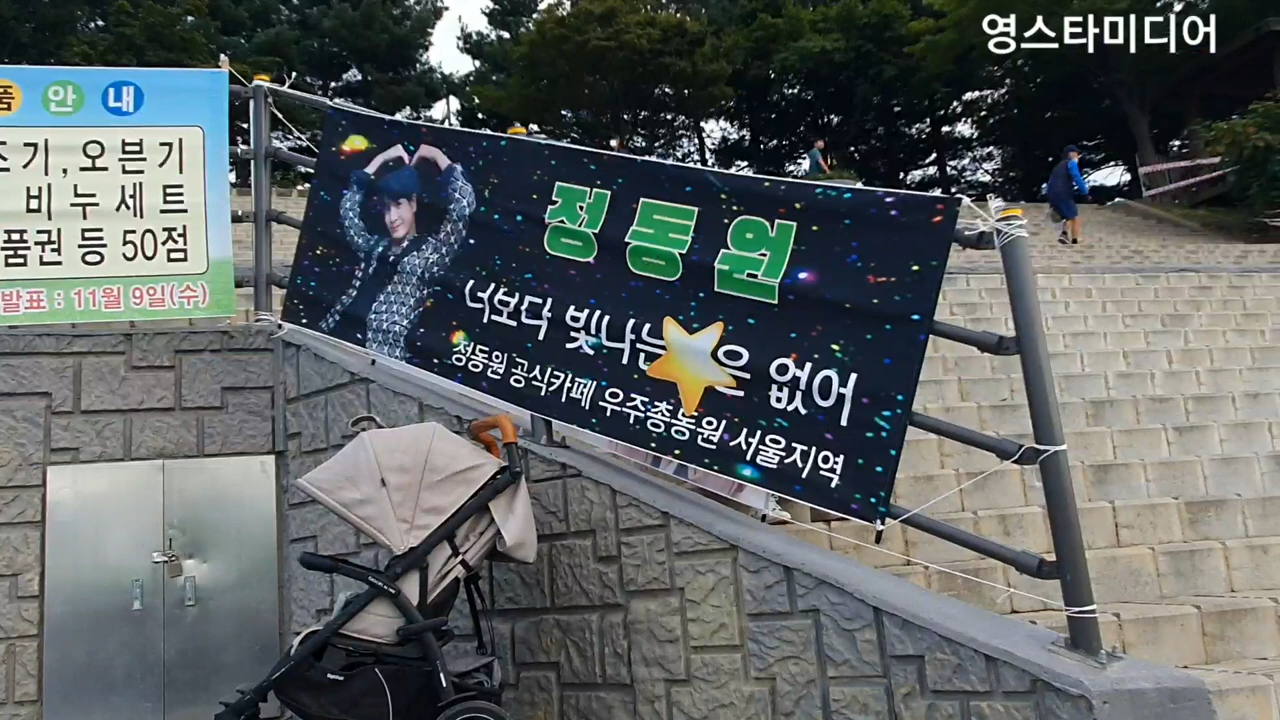 영스타미디어
품 안 내
기, 오븐기
비누세트
품권 등 50점
발표 : 11월 9일(수)
정동원
너보다 빛나는 은 없어
정동원 공식카페 우주총동원 서울지역